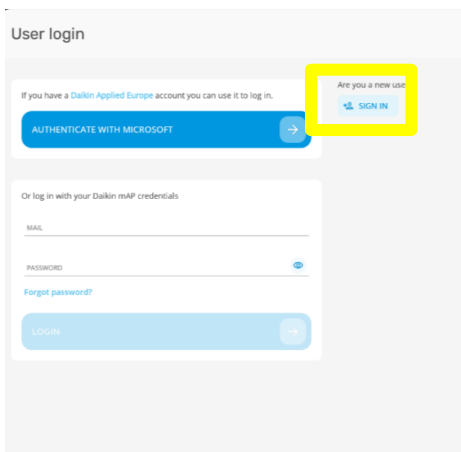 User login
If you have a Daikin Applied Europe account you can use it to log in.
AUTHENTICATE WITH MICROSOFT
Are you a new use
SIGN IN
Or log in with your Daikin mAP credentials
MAIL
PASSWORD
Forgot password?
LOGIN